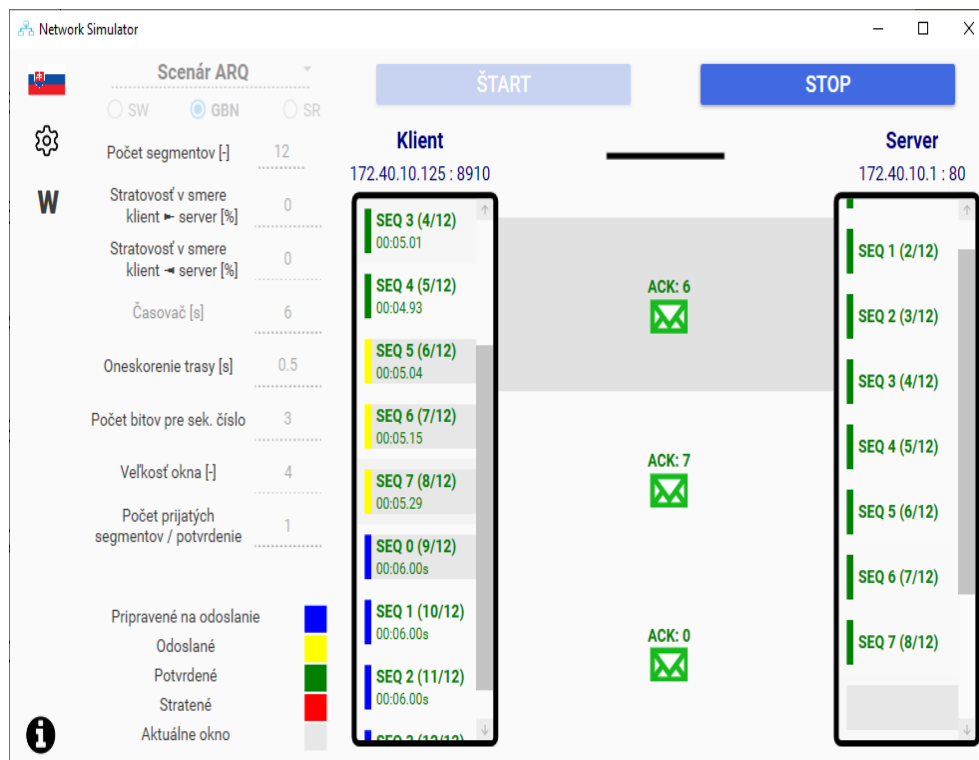 Network Simulator
Scenár ARQ
SW GBN SR
Počet segmentov [-] 12
Stratovosť v smere
klient ► server [%] 0
Stratovosť v smere
klient ◄ server [%] 0
Časovač [s] 6
Oneskorenie trasy [s] 0.5
Počet bitov pre sek. číslo 3
Veľkosť okna [-] 4
Počet prijatých
segmentov / potvrdenie 1
Pripravené na odoslanie
Odoslané
Potvrdené
Stratené
Aktuálne okno
W
ŠTART
STOP
Klient
172.40.10.125 : 8910
SEQ 3 (4/12)
00:05.01
SEQ 4 (5/12)
00:04.93
SEQ 5 (6/12)
00:05.04
SEQ 6 (7/12)
00:05.15
SEQ 7 (8/12)
00:05.29
SEQ 0 (9/12)
00:06.00s
SEQ 1 (10/12)
00:06.00s
SEQ 2 (11/12)
00:06.00s
SEQ 3 (12/12)
ACK: 6
ACK: 7
ACK: 0
Server
172.40.10.1 : 80
SEQ 1 (2/12)
SEQ 2 (3/12)
SEQ 3 (4/12)
SEQ 4 (5/12)
SEQ 5 (6/12)
SEQ 6 (7/12)
SEQ 7 (8/12)